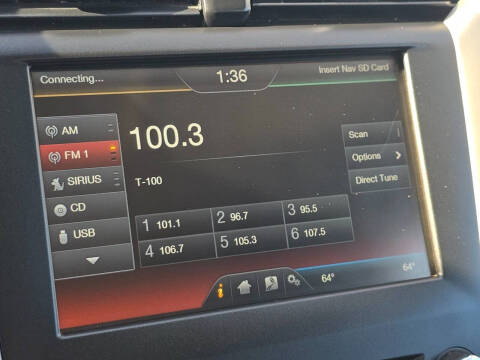 Connecting...
1:36
Insert Nav SD Card
AM
FM 1
SIRIUS
CD
USB
100.3
T-100
Scan
Options
Direct Tune
1 101.1
2 96.7
3 95.5
4 106.7
5 105.3
6 107.5
64°
64°